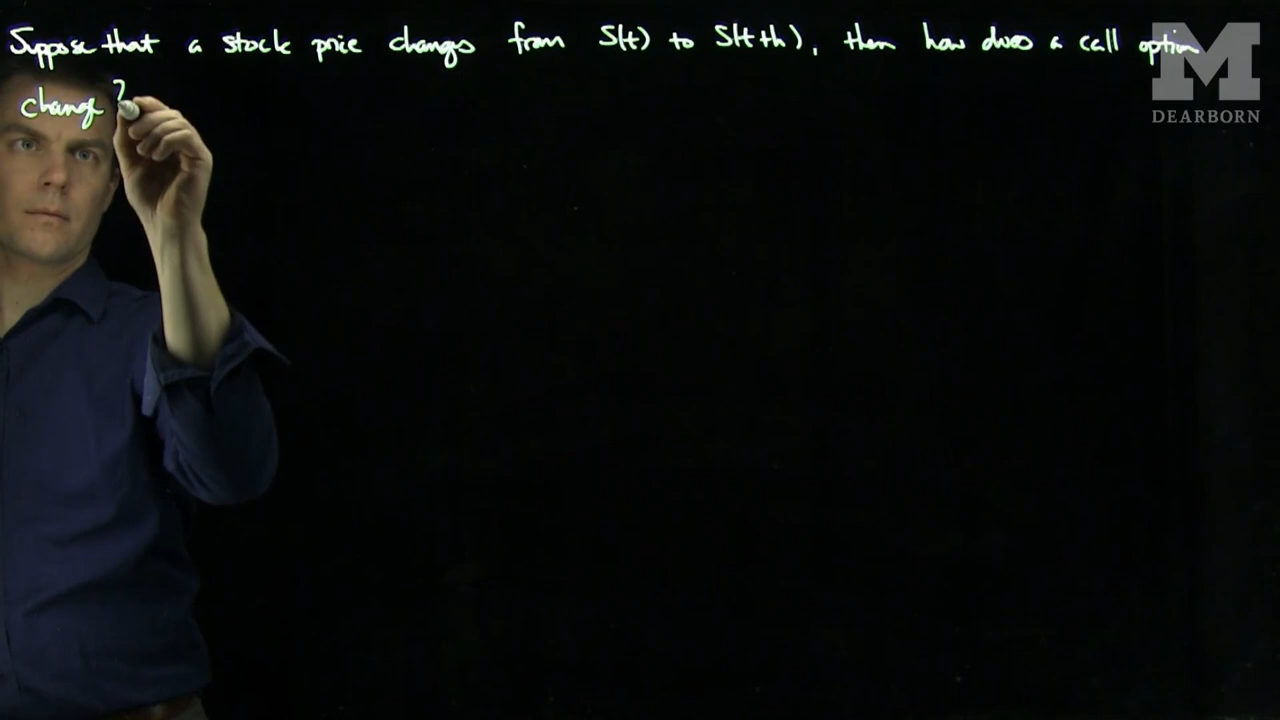 Suppose that a stock price changes from S(t) to S(t+h), then how does a call option
change?
M
DEARBORN